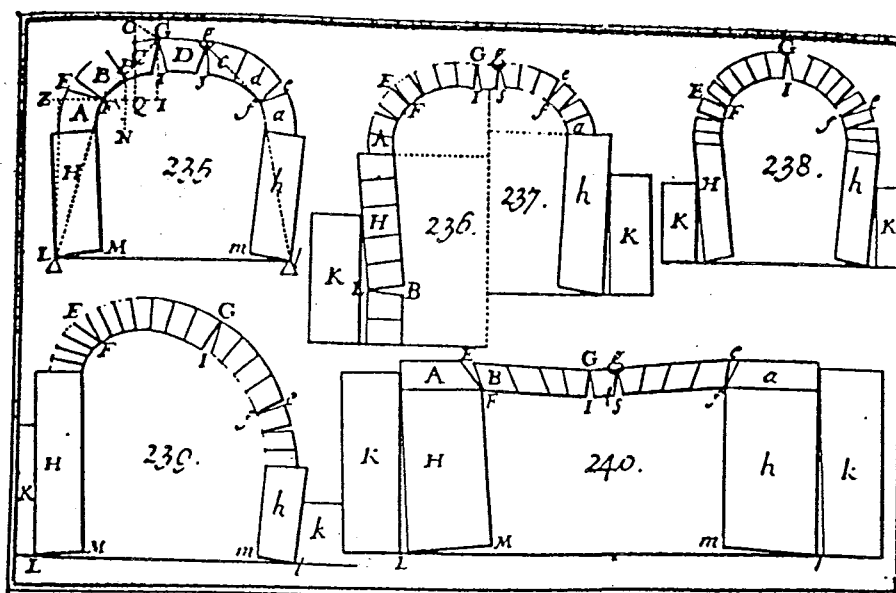 C G g
E B C D c d e
Z A F Q I f a
N
H 235 h
L M m l
G g
E F I e f
A a
H 236. 237. h K
K L B
G
E F I f e
238.
K H h K
E F G I
f e
H 239. h
K k
L M m l
A E B G g e a
F I f
K H 240. h k
M m
L l